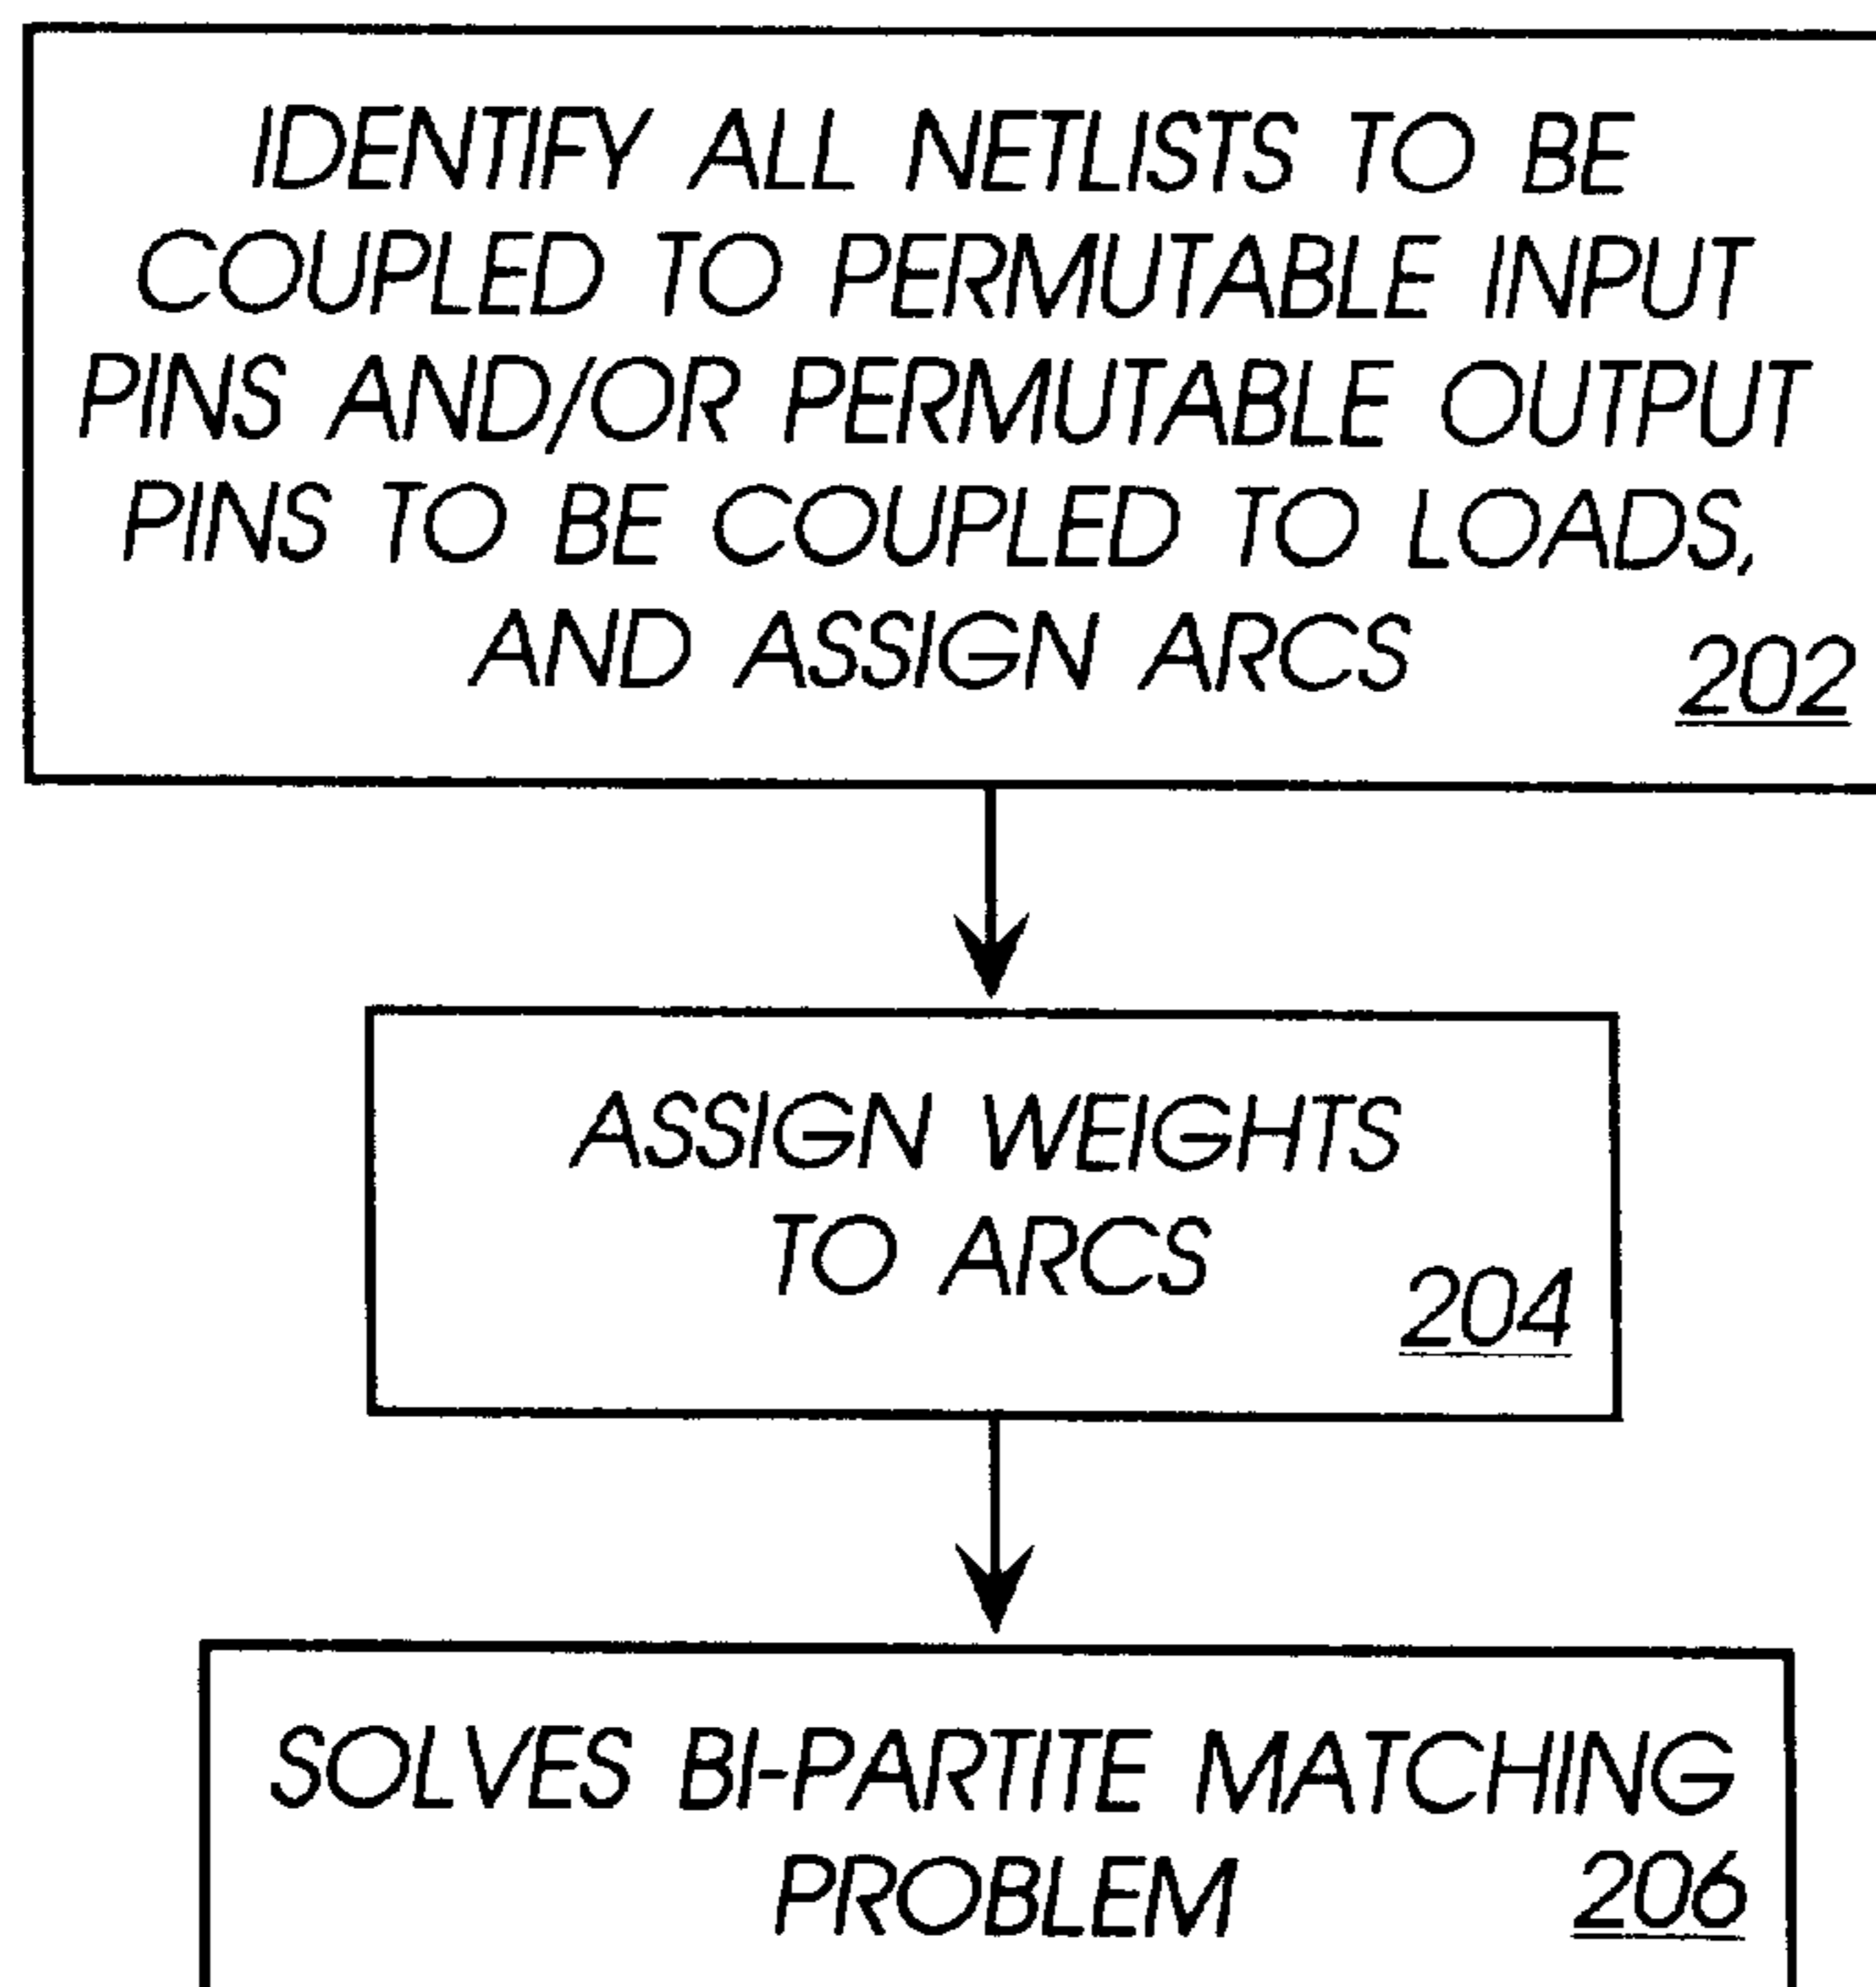 IDENTIFY ALL NETLISTS TO BE
COUPLED TO PERMUTABLE INPUT
PINS AND/OR PERMUTABLE OUTPUT
PINS TO BE COUPLED TO LOADS,
AND ASSIGN ARCS
202
ASSIGN WEIGHTS
TO ARCS
204
SOLVES BI-PARTITE MATCHING
PROBLEM
206